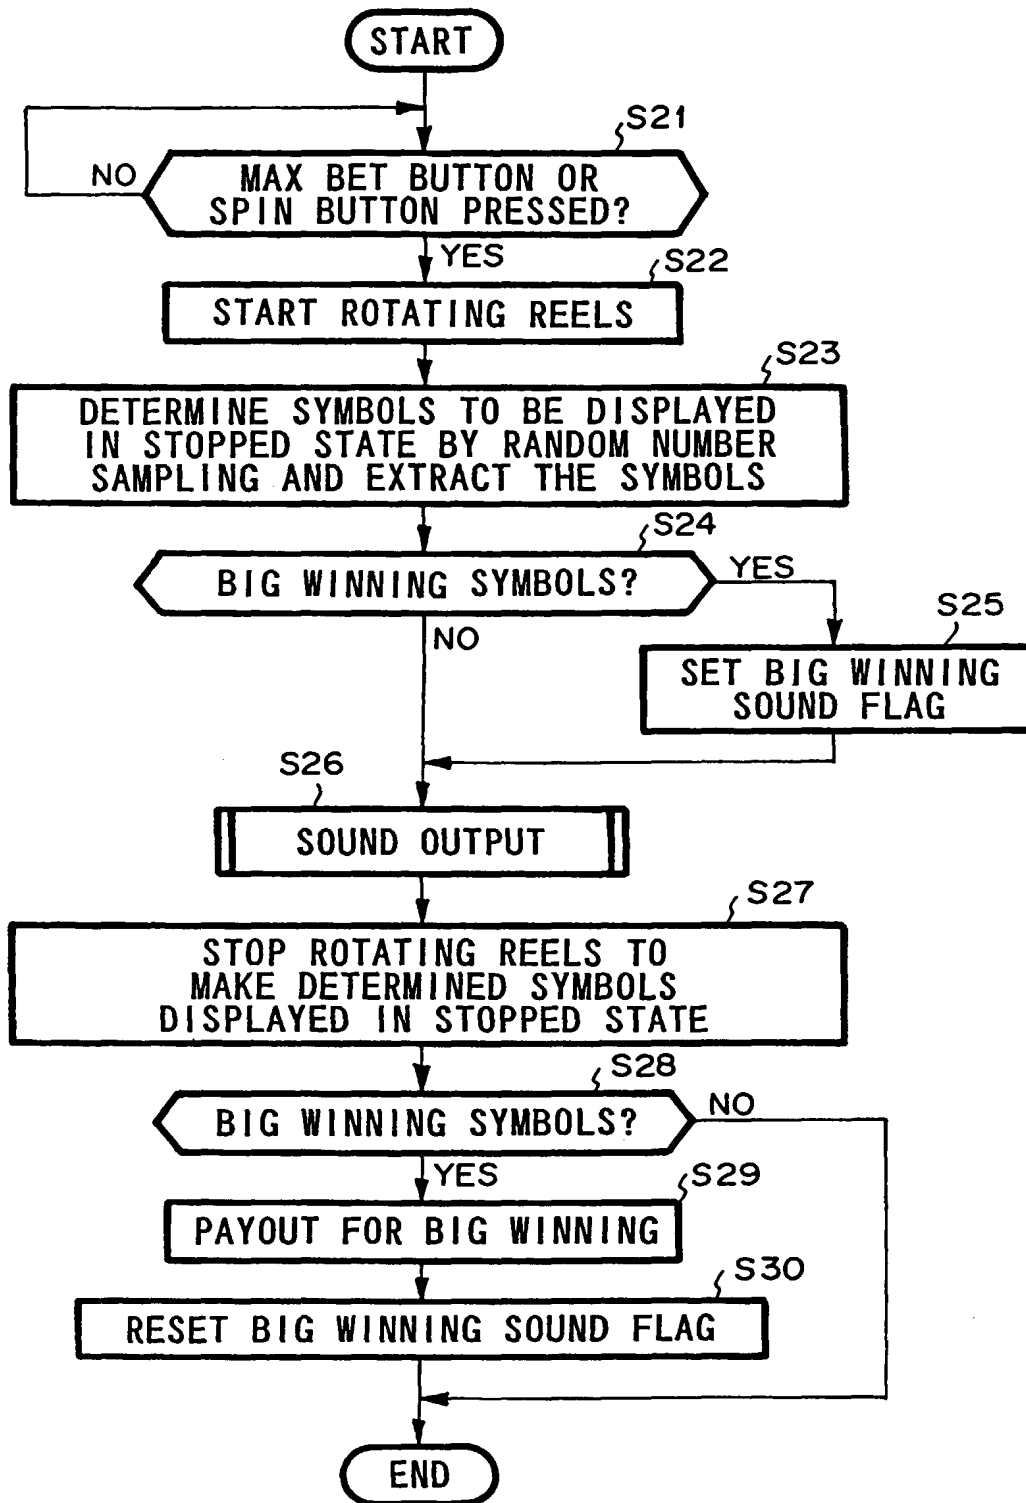 START
S21
NO
MAX BET BUTTON OR
SPIN BUTTON PRESSED?
YES
S22
START ROTATING REELS
S23
DETERMINE SYMBOLS TO BE DISPLAYED
IN STOPPED STATE BY RANDOM NUMBER
SAMPLING AND EXTRACT THE SYMBOLS
S24
BIG WINNING SYMBOLS?
YES
NO
S25
SET BIG WINNING
SOUND FLAG
S26
SOUND OUTPUT
S27
STOP ROTATING REELS TO
MAKE DETERMINED SYMBOLS
DISPLAYED IN STOPPED STATE
S28
BIG WINNING SYMBOLS?
NO
YES
S29
PAYOUT FOR BIG WINNING
S30
RESET BIG WINNING SOUND FLAG
END